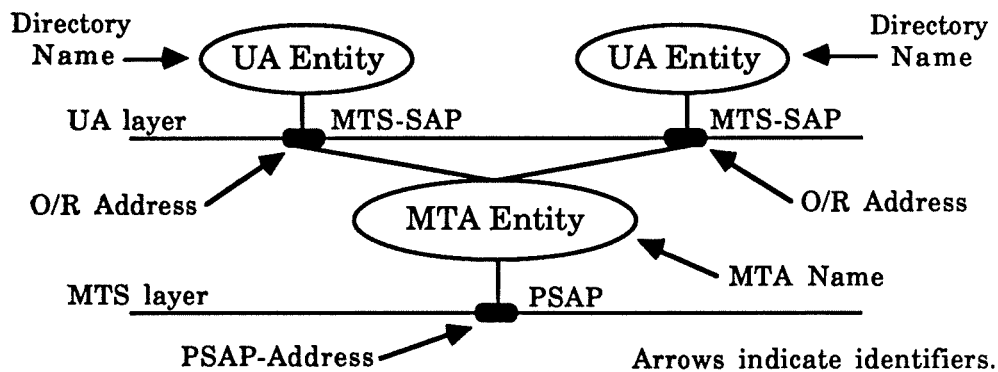 Directory
Name
UA Entity
UA Entity
Directory
Name
UA layer
MTS-SAP
MTS-SAP
O/R Address
O/R Address
MTA Entity
MTA Name
MTS layer
PSAP
PSAP-Address
Arrows indicate identifiers.